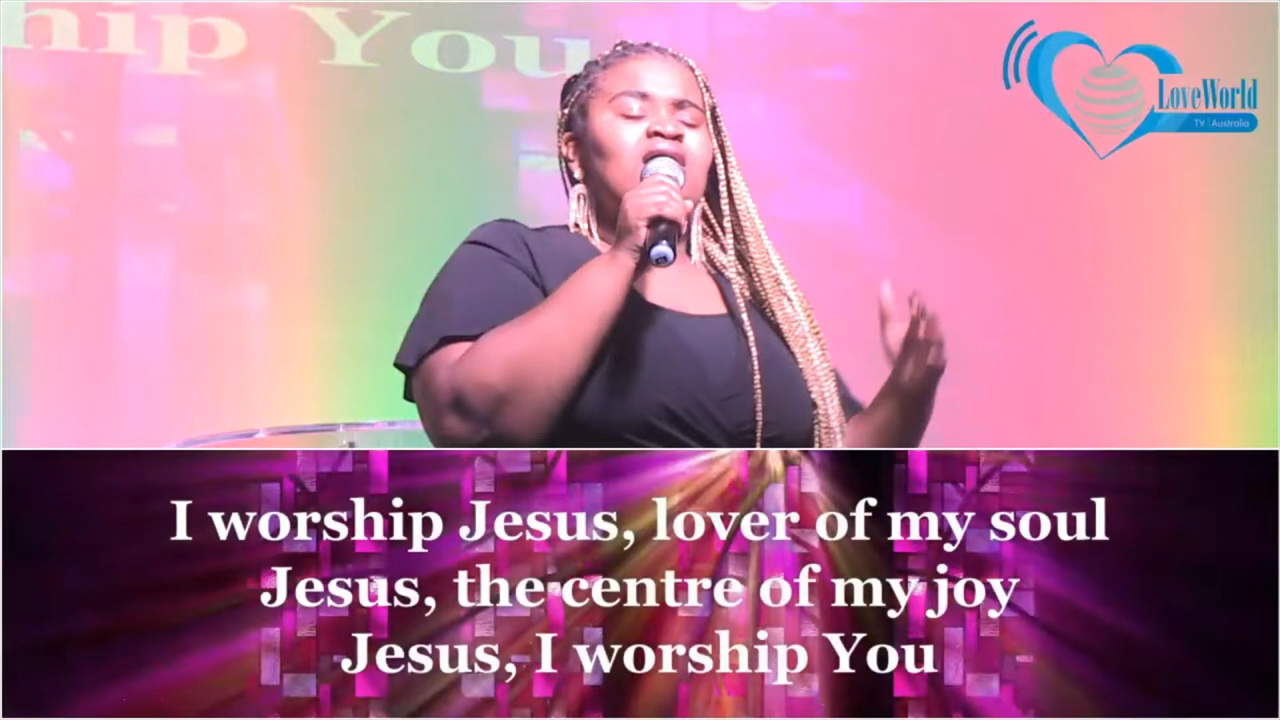 hip You
LoveWorld
TV | Australia
I worship Jesus, lover of my soul
Jesus, the centre of my joy
Jesus, I worship You